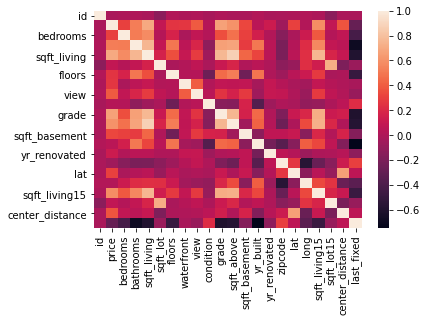 id
bedrooms
bathrooms
sqft_living
floors
view
grade
sqft_basement
yr_renovated
lat
sqft_living15
center_distance
id
price
bedrooms
bathrooms
sqft_living
sqft_lot
floors
waterfront
view
condition
grade
sqft_above
sqft_basement
yr_built
yr_renovated
zipcode
lat
long
sqft_living15
sqft_lot15
center_distance
last_fixed
1.0
0.8
0.6
0.4
0.2
0.0
−0.2
−0.4
−0.6